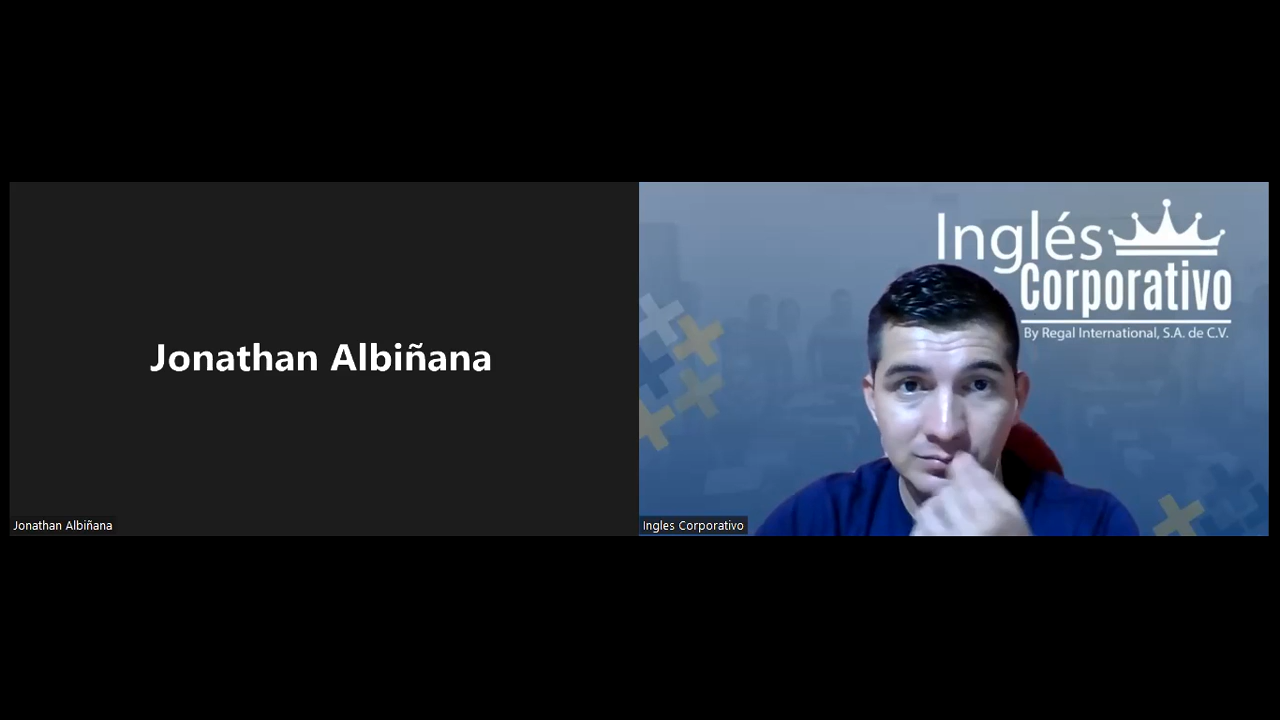 Jonathan Albiñana
Jonathan Albiñana
Inglés
Corporativo
By Regal International, S.A. de C.V.
Ingles Corporativo